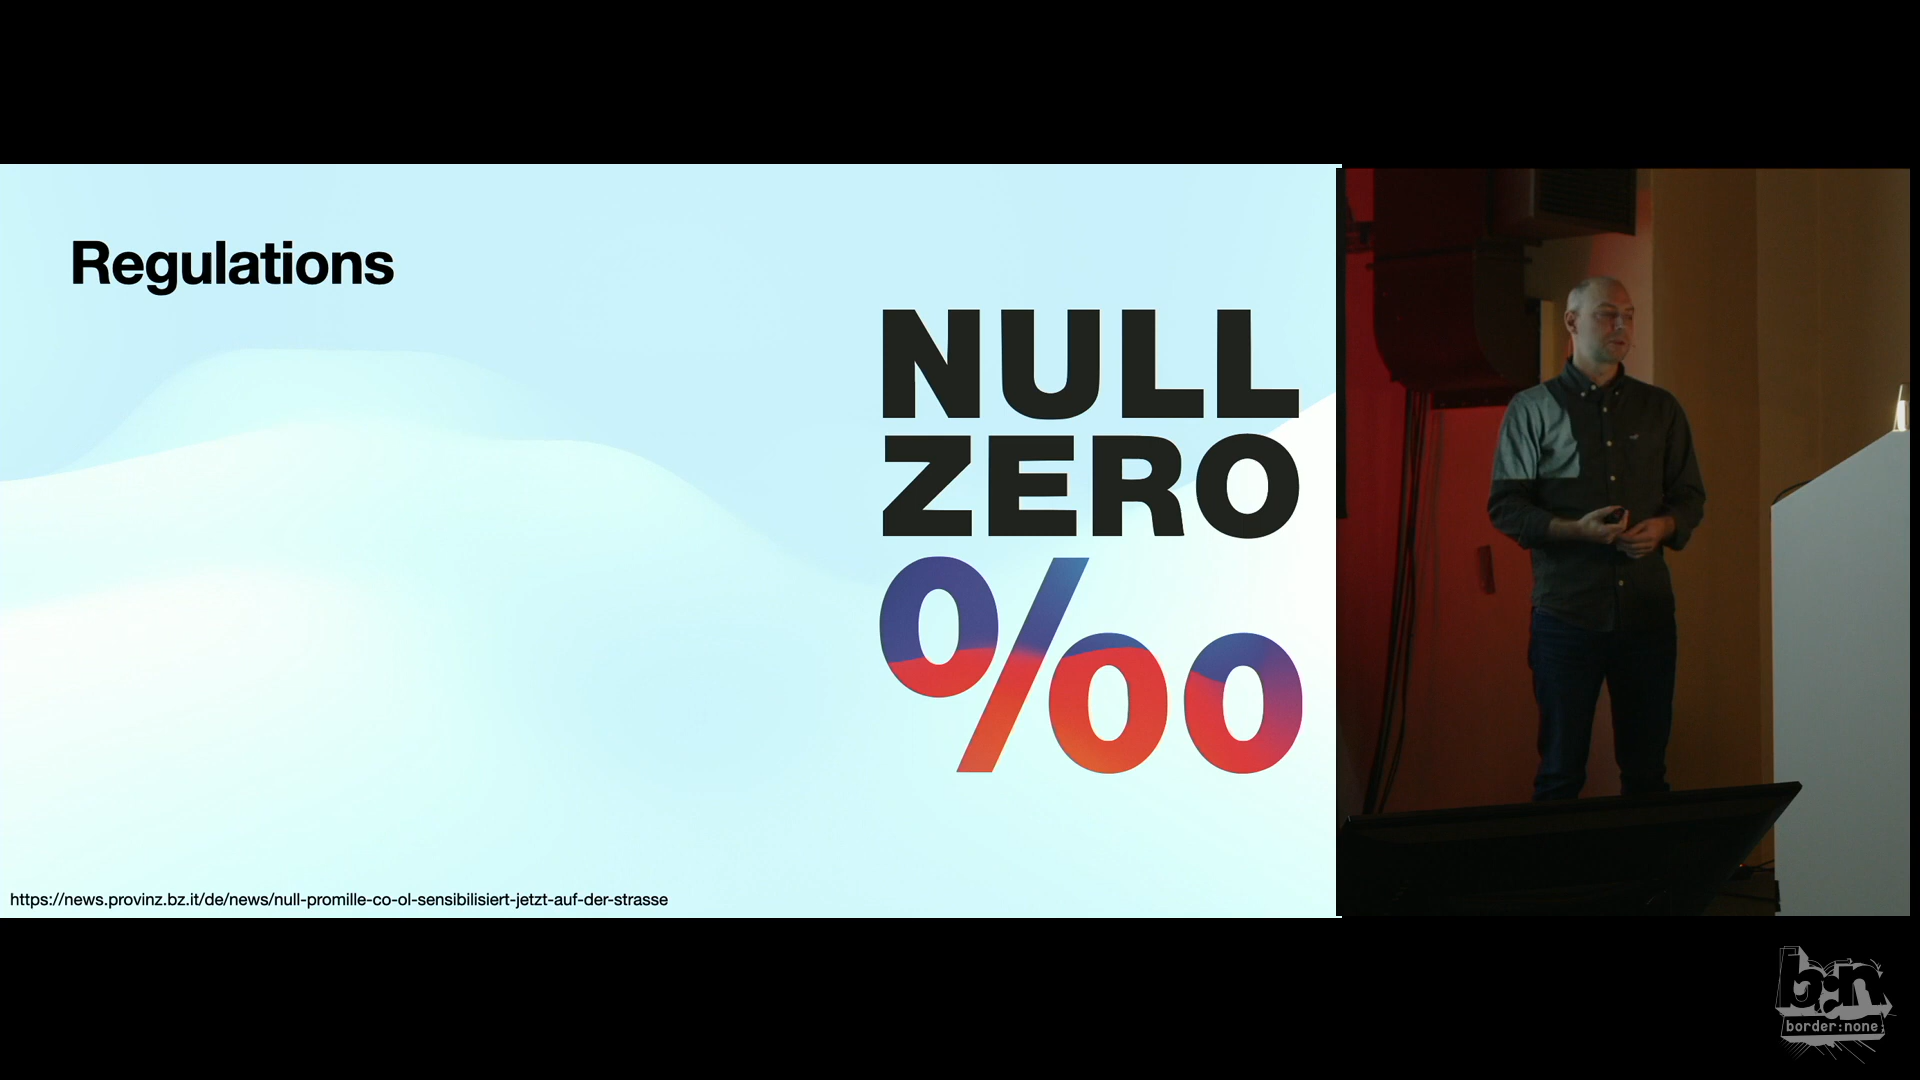 Regulations
NULL
ZERO
‰
https://news.provinz.bz.it/de/news/null-promille-co-ol-sensibilisiert-jetzt-auf-der-strasse
b:n
border:none;